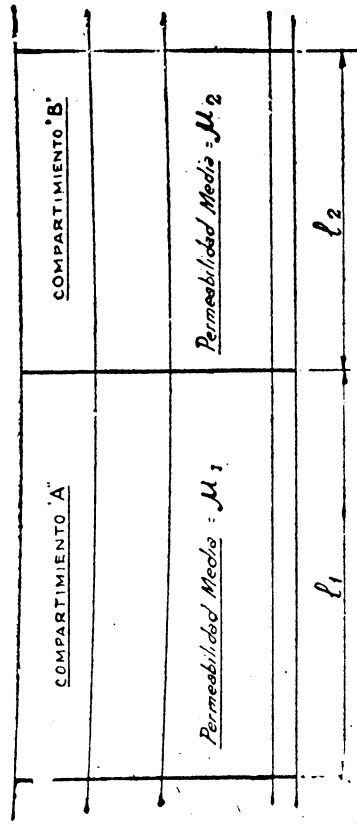 COMPARTIMIENTO 'A"
COMPARTIMIENTO "B"
Permeabilidad Media = μ1
Permeabilidad Media = μ2
ℓ1
ℓ2